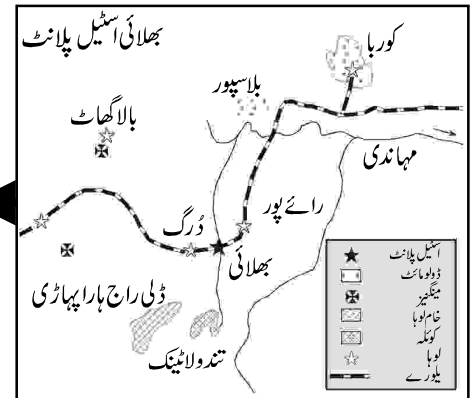 بھلائی اسٹیل پلانٹ
کوربا
بلاسپور
بالاگھاٹ
مہاندی
رائے پور
دُرگ
بھلائی
ڈلی راج ہارا پہاڑی
تندولاٹینک
اسٹیل پلانٹ
ڈولومائٹ
مینگنیز
خام لوہا
کوئلہ
لوہا
یلورے